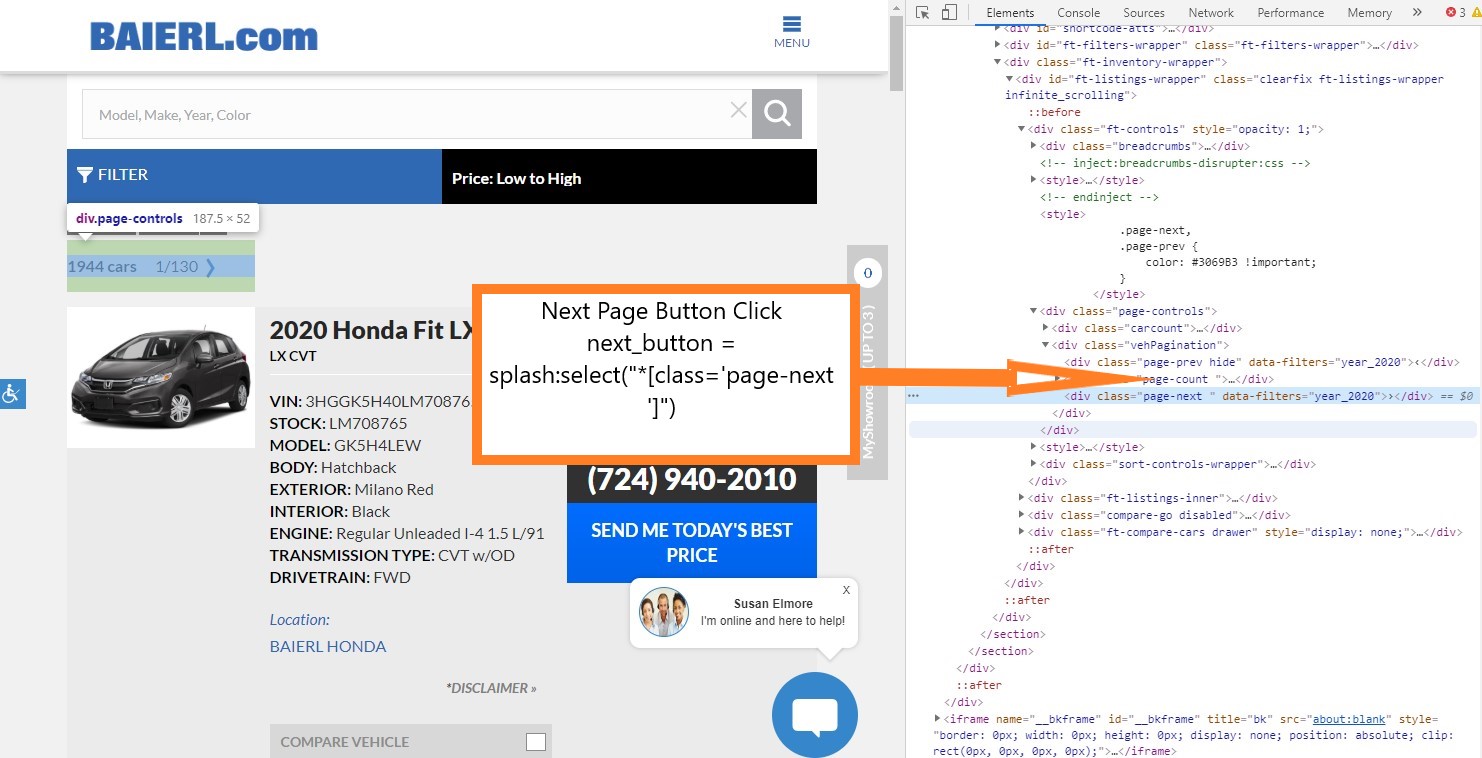 BAIERL.com
MENU
Model, Make, Year, Color
FILTER
Price: Low to High
div.page-controls 187.5 × 52
1944 cars 1/130 ❯
0
MyShowroom (UP TO 3)
2020 Honda Fit LX
LX CVT
VIN: 3HGGK5H40LM70876
STOCK: LM708765
MODEL: GK5H4LEW
BODY: Hatchback
EXTERIOR: Milano Red
INTERIOR: Black
ENGINE: Regular Unleaded I-4 1.5 L/91
TRANSMISSION TYPE: CVT w/OD
DRIVETRAIN: FWD
Location:
BAIERL HONDA
*DISCLAIMER »
COMPARE VEHICLE
Next Page Button Click
next_button =
splash:select("*[class='page-next
']")
(724) 940-2010
SEND ME TODAY'S BEST
PRICE
X
Susan Elmore
I'm online and here to help!
Elements Console Sources Network Performance Memory » 3
<div id="shortcode-atts">…</div>
<div id="ft-filters-wrapper" class="ft-filters-wrapper">…</div>
<div class="ft-inventory-wrapper">
<div id="ft-listings-wrapper" class="clearfix ft-listings-wrapper
infinite_scrolling">
::before
<div class="ft-controls" style="opacity: 1;">
<div class="breadcrumbs">…</div>
<!-- inject:breadcrumbs-disrupter:css -->
<style>…</style>
<!-- endinject -->
<style>
.page-next,
.page-prev {
color: #3069B3 !important;
}
</style>
<div class="page-controls">
<div class="carcount">…</div>
<div class="vehPagination">
<div class="page-prev hide" data-filters="year_2020">‹</div>
"page-count ">…</div>
<div class="page-next " data-filters="year_2020">›</div> == $0
</div>
</div>
<style>…</style>
<div class="sort-controls-wrapper">…</div>
</div>
<div class="ft-listings-inner">…</div>
<div class="compare-go disabled">…</div>
<div class="ft-compare-cars drawer" style="display: none;">…</div>
::after
</div>
</div>
::after
</div>
</section>
</section>
</div>
::after
</div>
<iframe name="__bkframe" id="__bkframe" title="bk" src="about:blank" style=
"border: 0px; width: 0px; height: 0px; display: none; position: absolute; clip:
rect(0px, 0px, 0px, 0px);">…</iframe>